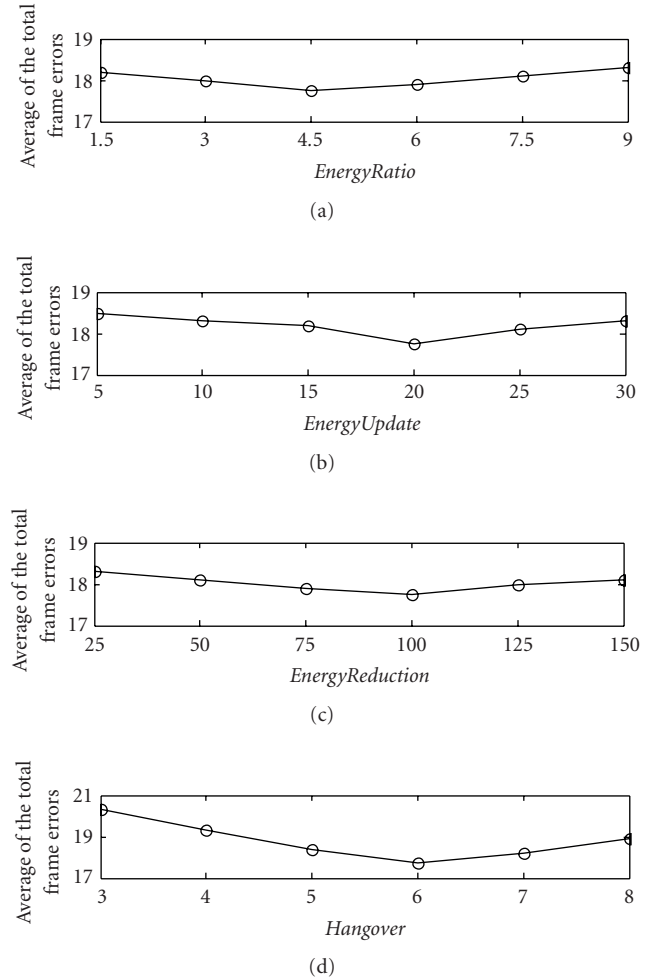 Average of the total
frame errors
19
18
17
1.5 3 4.5 6 7.5 9
EnergyRatio
(a)
Average of the total
frame errors
19
18
17
5 10 15 20 25 30
EnergyUpdate
(b)
Average of the total
frame errors
19
18
17
25 50 75 100 125 150
EnergyReduction
(c)
Average of the total
frame errors
21
19
17
3 4 5 6 7 8
Hangover
(d)